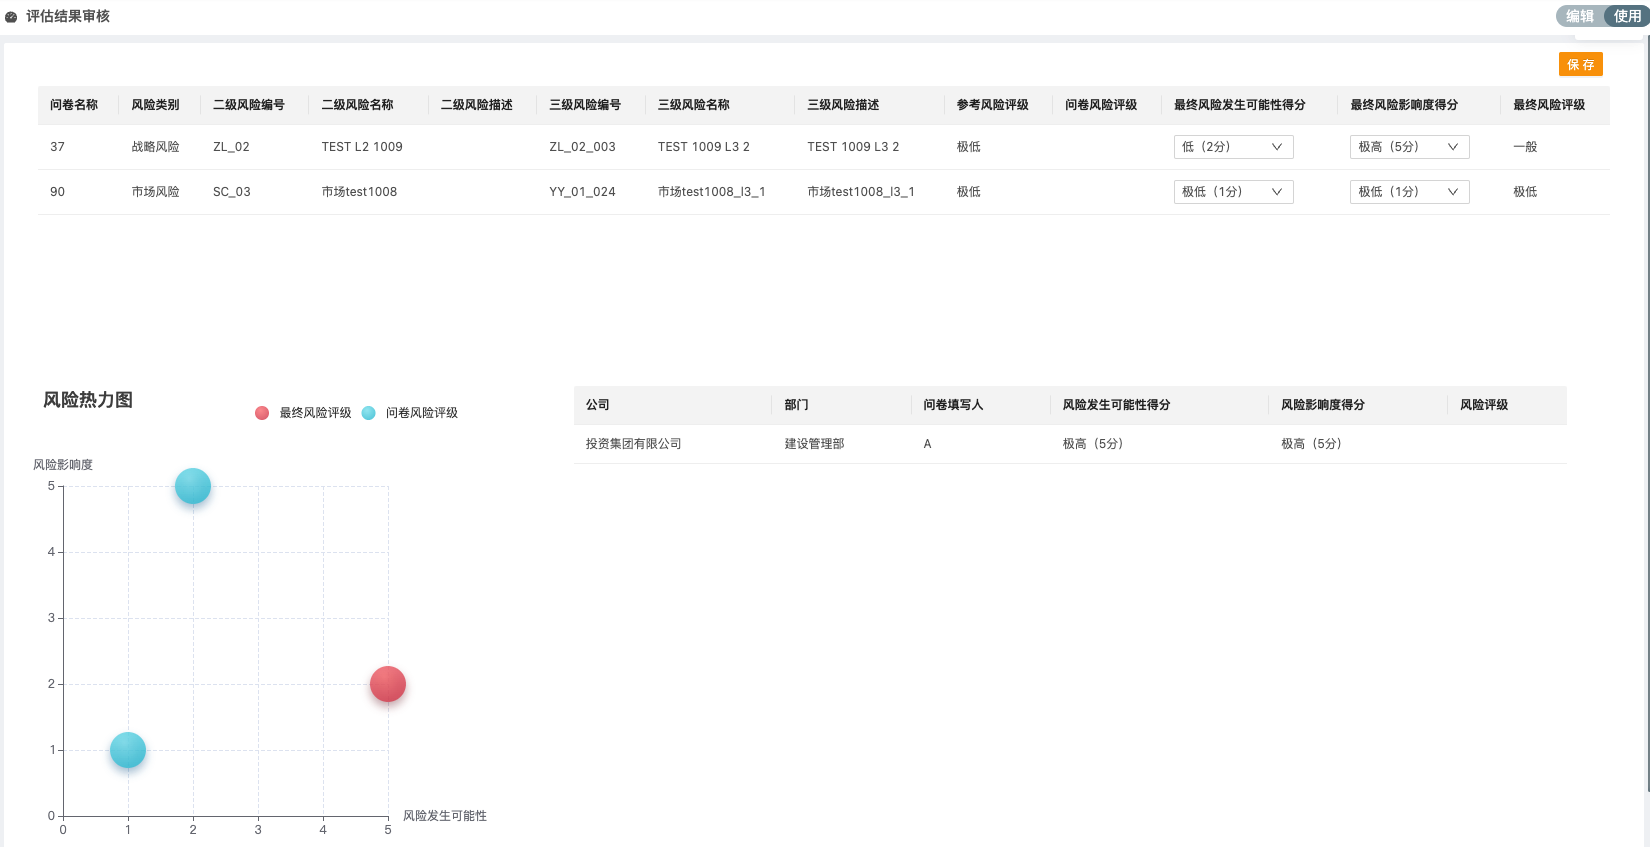 评估结果审核
编辑 使用
保 存
问卷名称 风险类别 二级风险编号 二级风险名称 二级风险描述 三级风险编号 三级风险名称 三级风险描述 参考风险评级 问卷风险评级 最终风险发生可能性得分 最终风险影响度得分 最终风险评级
37 战略风险 ZL_02 TEST L2 1009 ZL_02_003 TEST 1009 L3 2 TEST 1009 L3 2 极低 低（2分） 极高（5分） 一般
90 市场风险 SC_03 市场test1008 YY_01_024 市场test1008_l3_1 市场test1008_l3_1 极低 极低（1分） 极低（1分） 极低
风险热力图
最终风险评级 问卷风险评级
风险影响度
5
4
3
2
1
0
0 1 2 3 4 5
风险发生可能性
公司 部门 问卷填写人 风险发生可能性得分 风险影响度得分 风险评级
投资集团有限公司 建设管理部 A 极高（5分） 极高（5分）